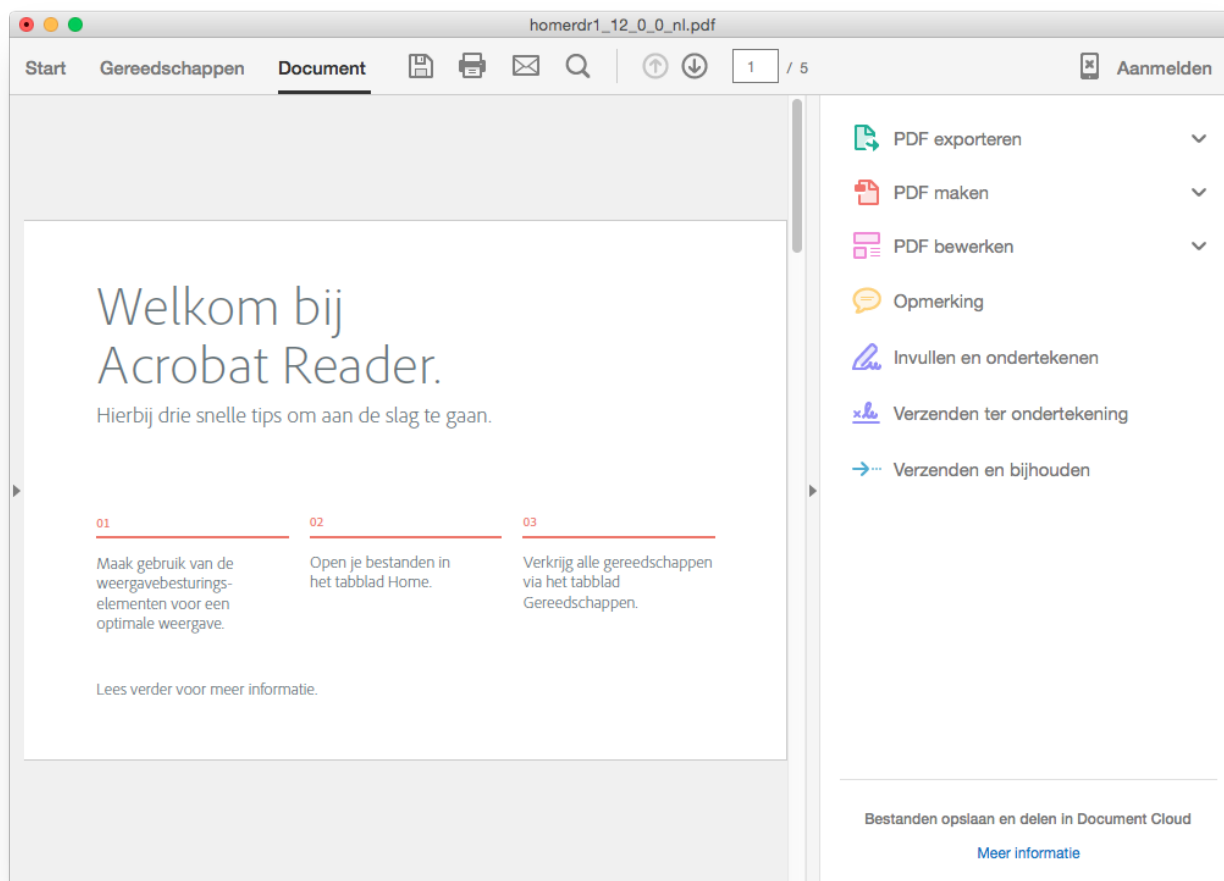 homerdr1_12_0_0_nl.pdf
Start Gereedschappen Document 1 / 5 Aanmelden
Welkom bij
Acrobat Reader.
Hierbij drie snelle tips om aan de slag te gaan.
01
Maak gebruik van de
weergavebesturings-
elementen voor een
optimale weergave.
02
Open je bestanden in
het tabblad Home.
03
Verkrijg alle gereedschappen
via het tabblad
Gereedschappen.
Lees verder voor meer informatie.
PDF exporteren
PDF maken
PDF bewerken
Opmerking
Invullen en ondertekenen
Verzenden ter ondertekening
Verzenden en bijhouden
Bestanden opslaan en delen in Document Cloud
Meer informatie